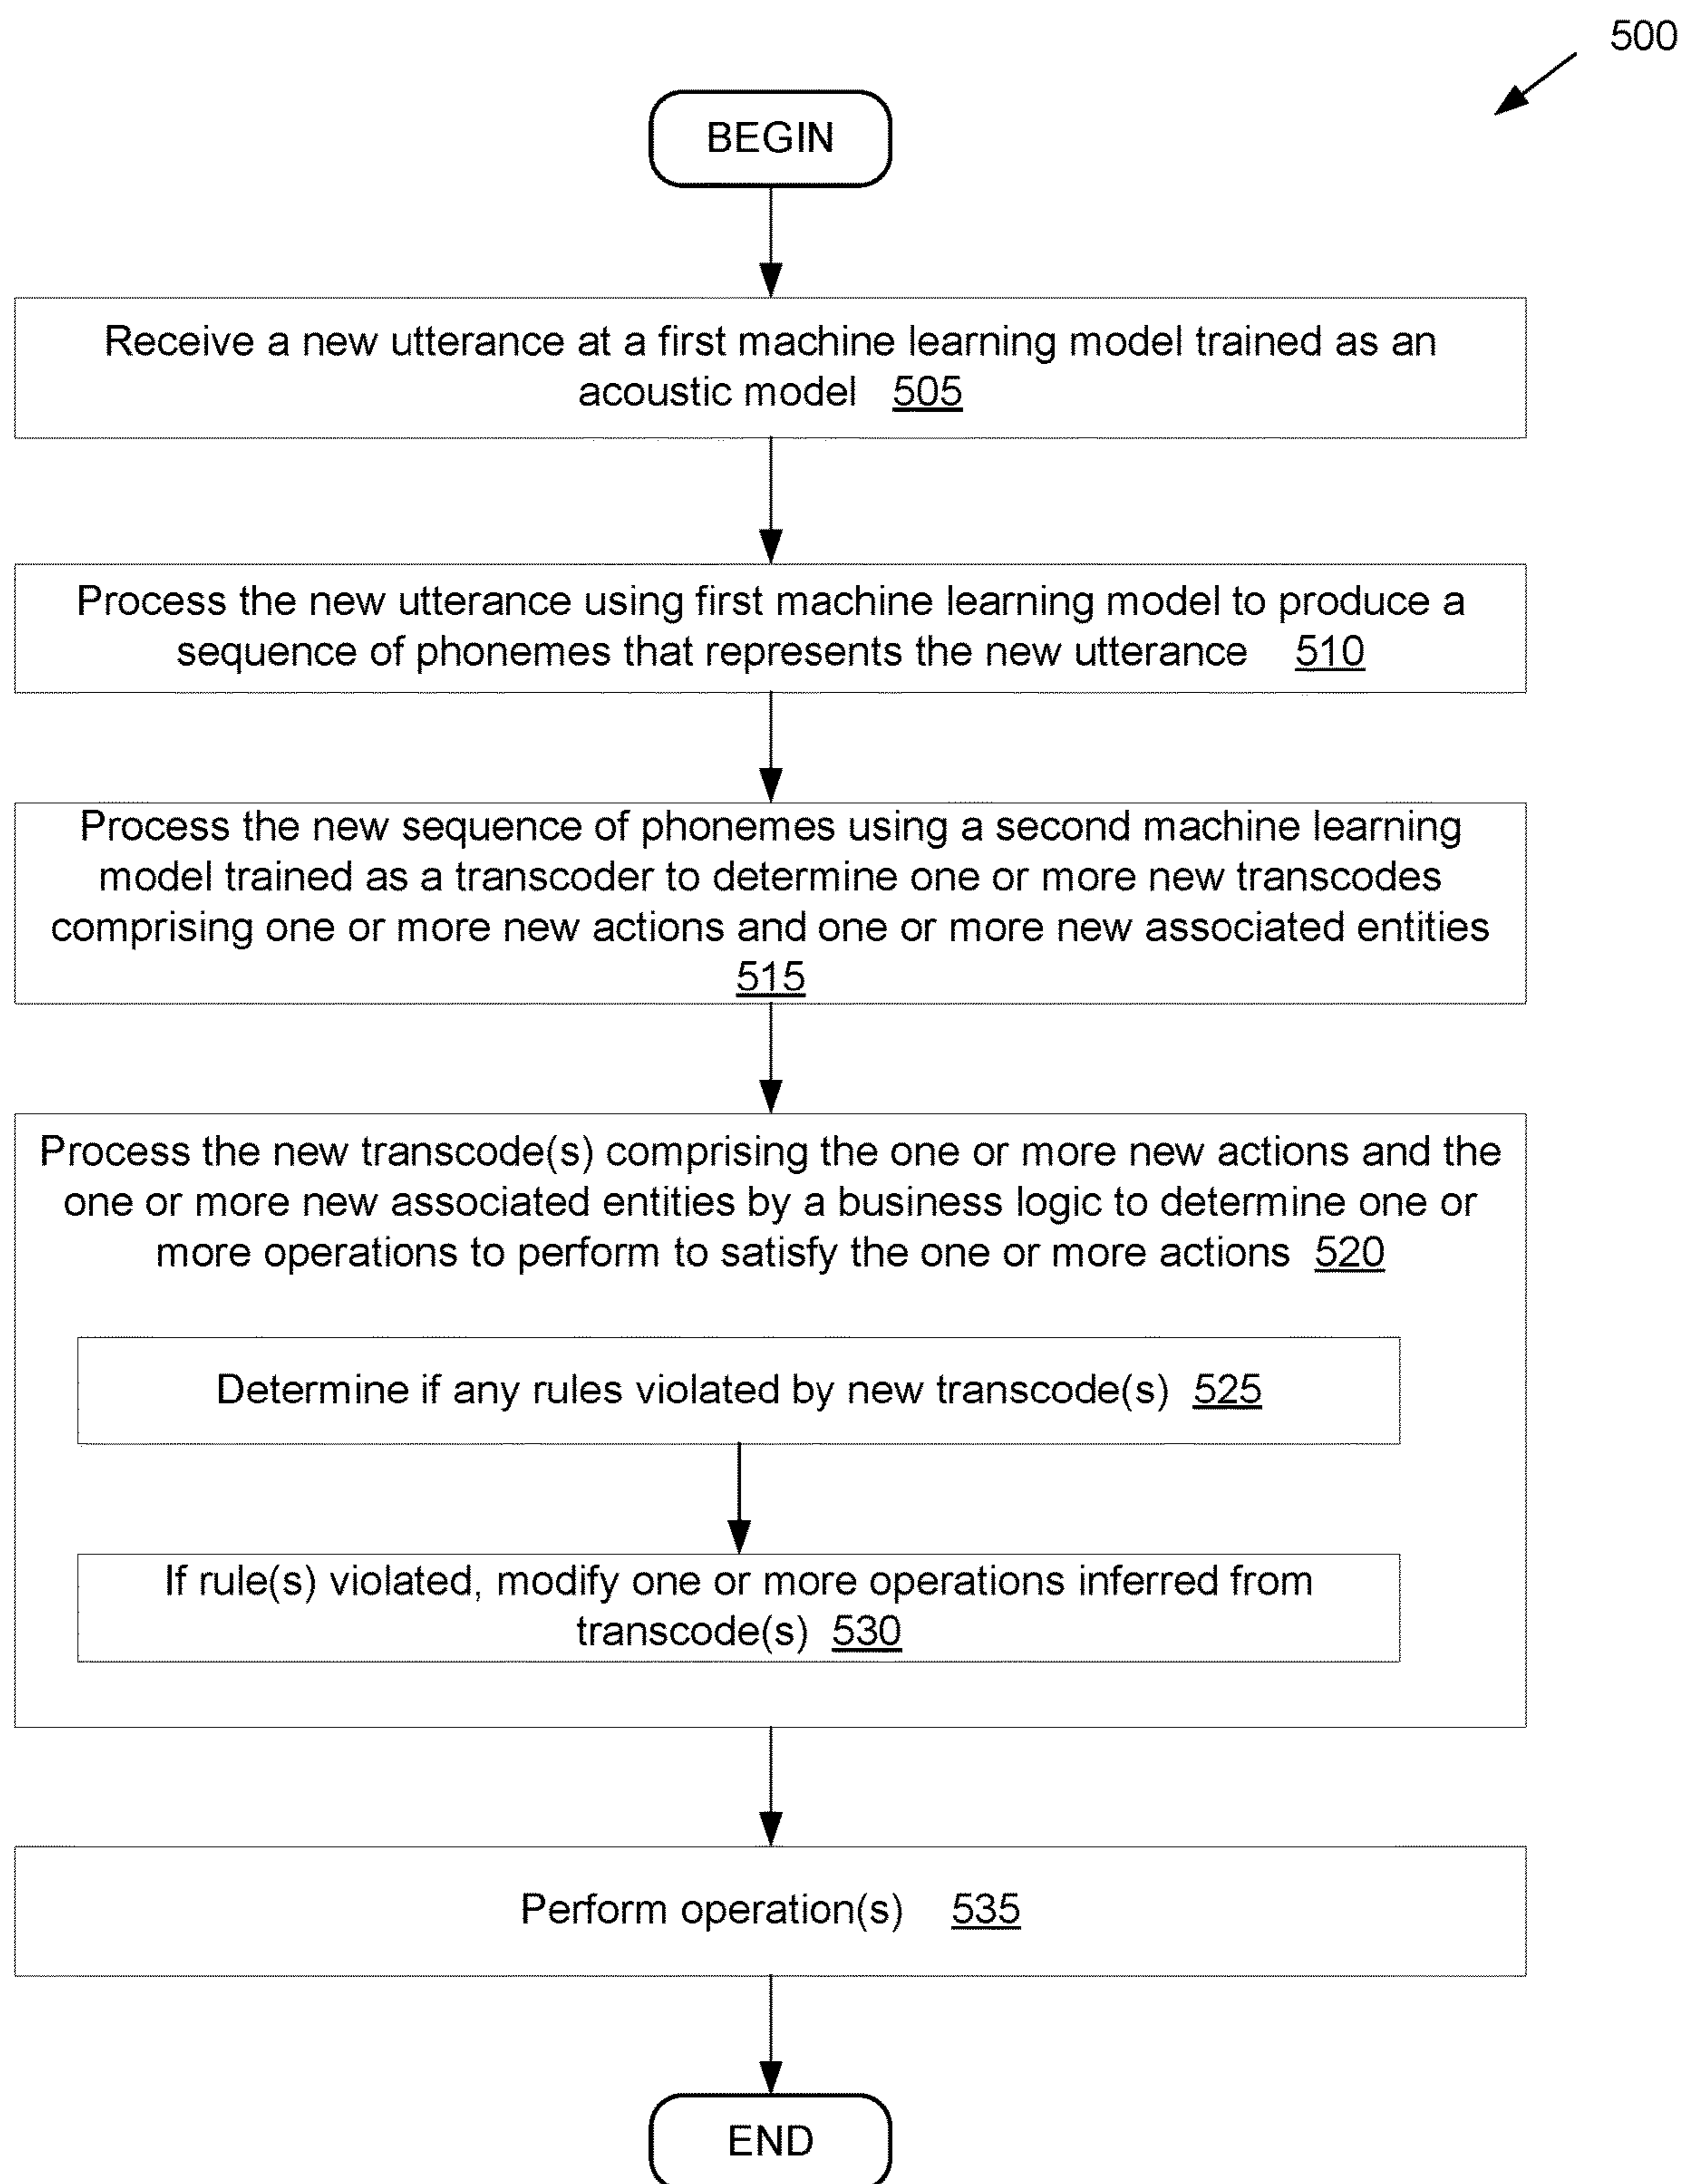 500
BEGIN
Receive a new utterance at a first machine learning model trained as an
acoustic model 505
Process the new utterance using first machine learning model to produce a
sequence of phonemes that represents the new utterance 510
Process the new sequence of phonemes using a second machine learning
model trained as a transcoder to determine one or more new transcodes
comprising one or more new actions and one or more new associated entities
515
Process the new transcode(s) comprising the one or more new actions and the
one or more new associated entities by a business logic to determine one or
more operations to perform to satisfy the one or more actions 520
Determine if any rules violated by new transcode(s) 525
If rule(s) violated, modify one or more operations inferred from
transcode(s) 530
Perform operation(s) 535
END